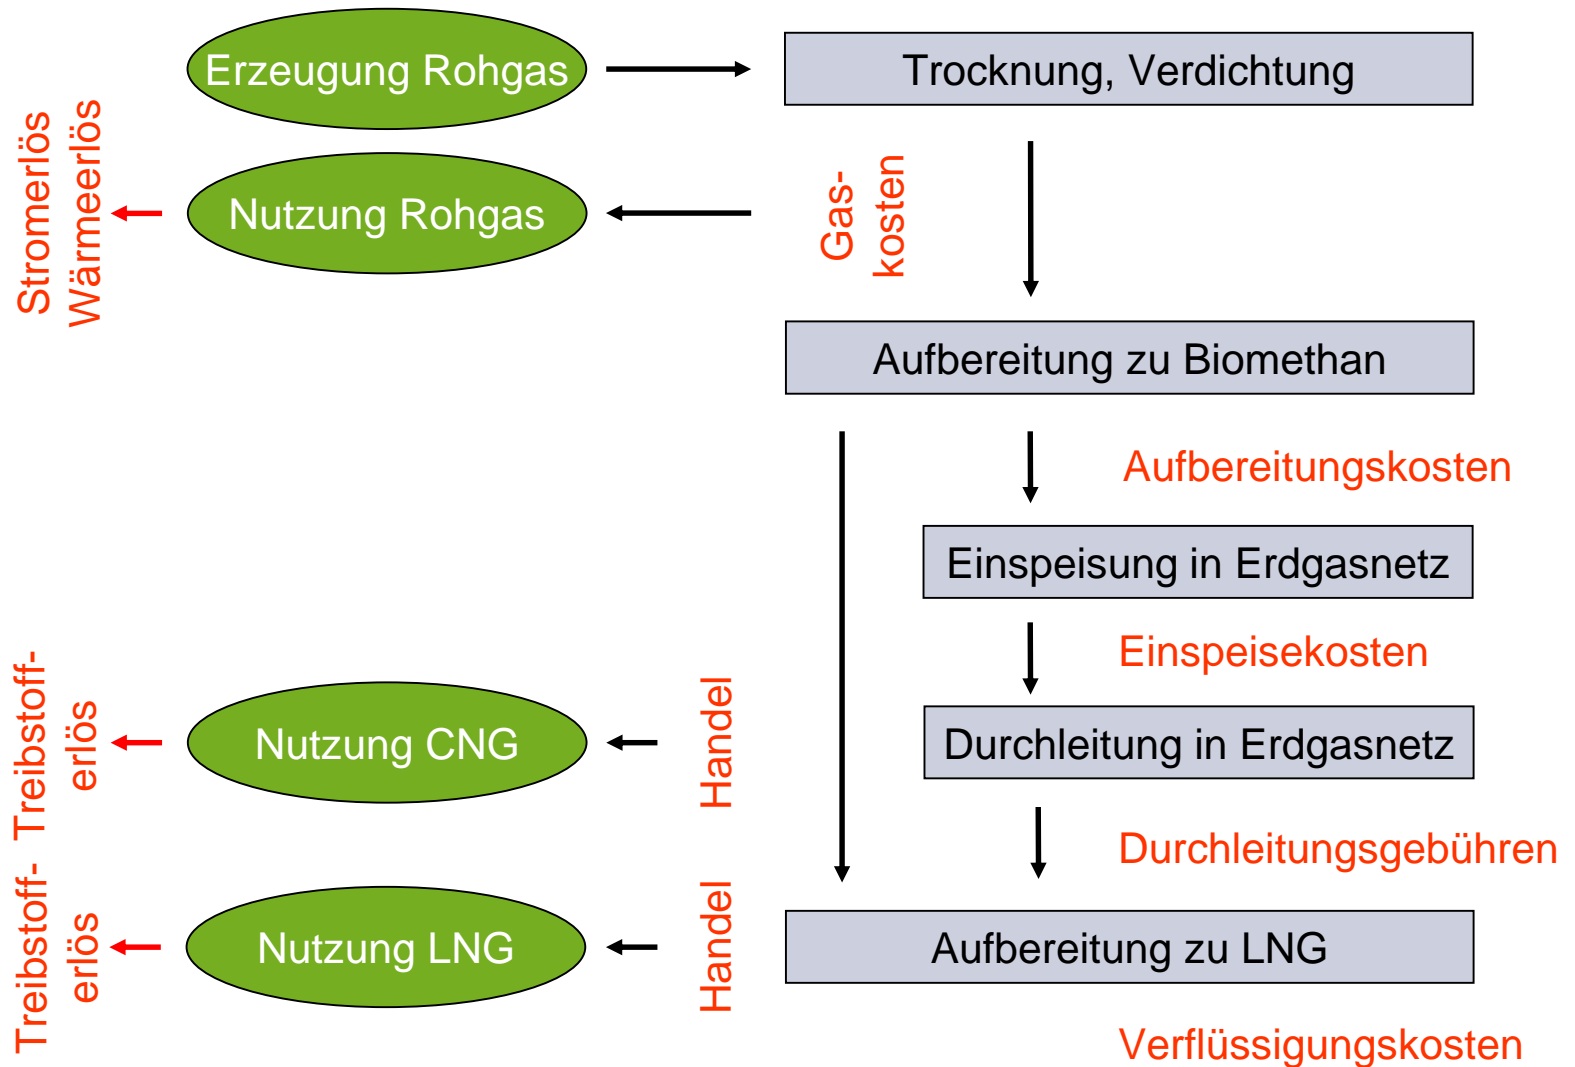 Erzeugung Rohgas
Trocknung, Verdichtung
Stromerlös
Wärmeerlös
Nutzung Rohgas
Gas-
kosten
Aufbereitung zu Biomethan
Aufbereitungskosten
Einspeisung in Erdgasnetz
Einspeisekosten
Treibstoff-
erlös
Nutzung CNG
Handel
Durchleitung in Erdgasnetz
Durchleitungsgebühren
Treibstoff-
erlös
Nutzung LNG
Handel
Aufbereitung zu LNG
Verflüssigungskosten